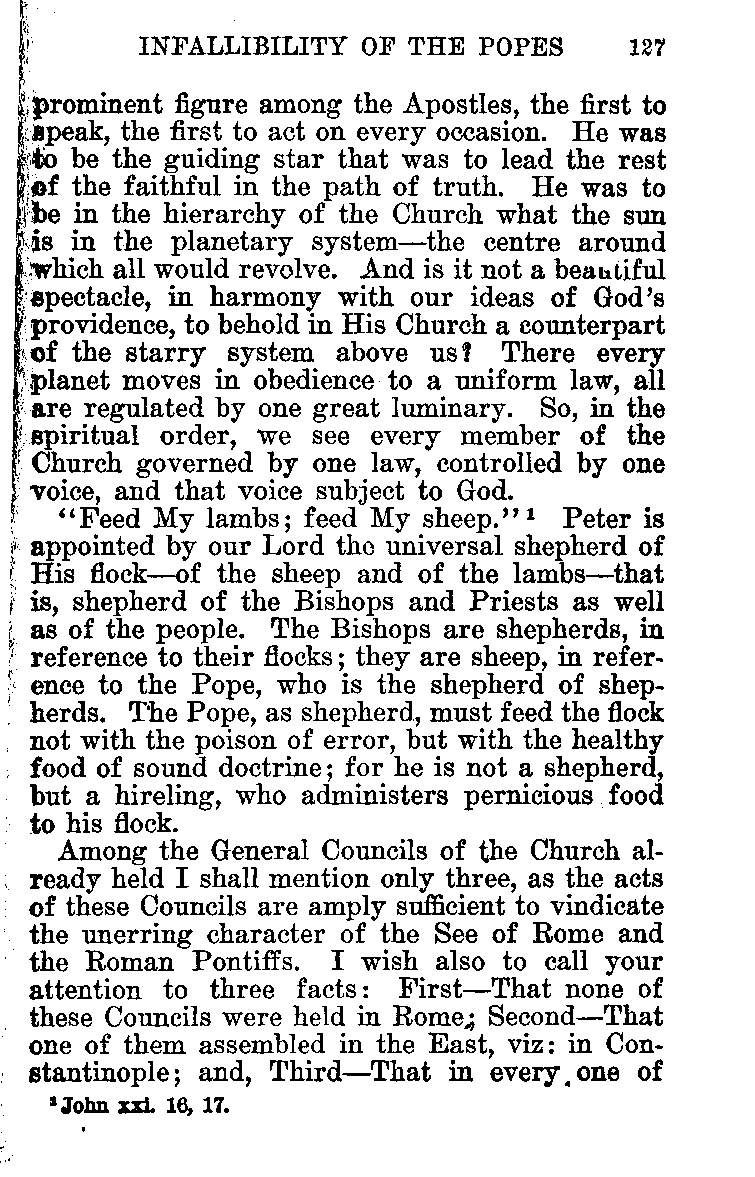 INFALLIBILITY OF THE POPES 127
prominent figure among the Apostles, the first to
speak, the first to act on every occasion. He was
to be the guiding star that was to lead the rest
of the faithful in the path of truth. He was to
be in the hierarchy of the Church what the sun
is in the planetary system—the centre around
which all would revolve. And is it not a beautiful
spectacle, in harmony with our ideas of God's
providence, to behold in His Church a counterpart
of the starry system above us? There every
planet moves in obedience to a uniform law, all
are regulated by one great luminary. So, in the
spiritual order, we see every member of the
Church governed by one law, controlled by one
voice, and that voice subject to God.
"Feed My lambs; feed My sheep."¹ Peter is
appointed by our Lord the universal shepherd of
His flock—of the sheep and of the lambs—that
is, shepherd of the Bishops and Priests as well
as of the people. The Bishops are shepherds, in
reference to their flocks; they are sheep, in refer-
ence to the Pope, who is the shepherd of shep-
herds. The Pope, as shepherd, must feed the flock
not with the poison of error, but with the healthy
food of sound doctrine; for he is not a shepherd,
but a hireling, who administers pernicious food
to his flock.
Among the General Councils of the Church al-
ready held I shall mention only three, as the acts
of these Councils are amply sufficient to vindicate
the unerring character of the See of Rome and
the Roman Pontiffs. I wish also to call your
attention to three facts: First—That none of
these Councils were held in Rome; Second—That
one of them assembled in the East, viz: in Con-
stantinople; and, Third—That in every one of
¹John xxi. 16, 17.